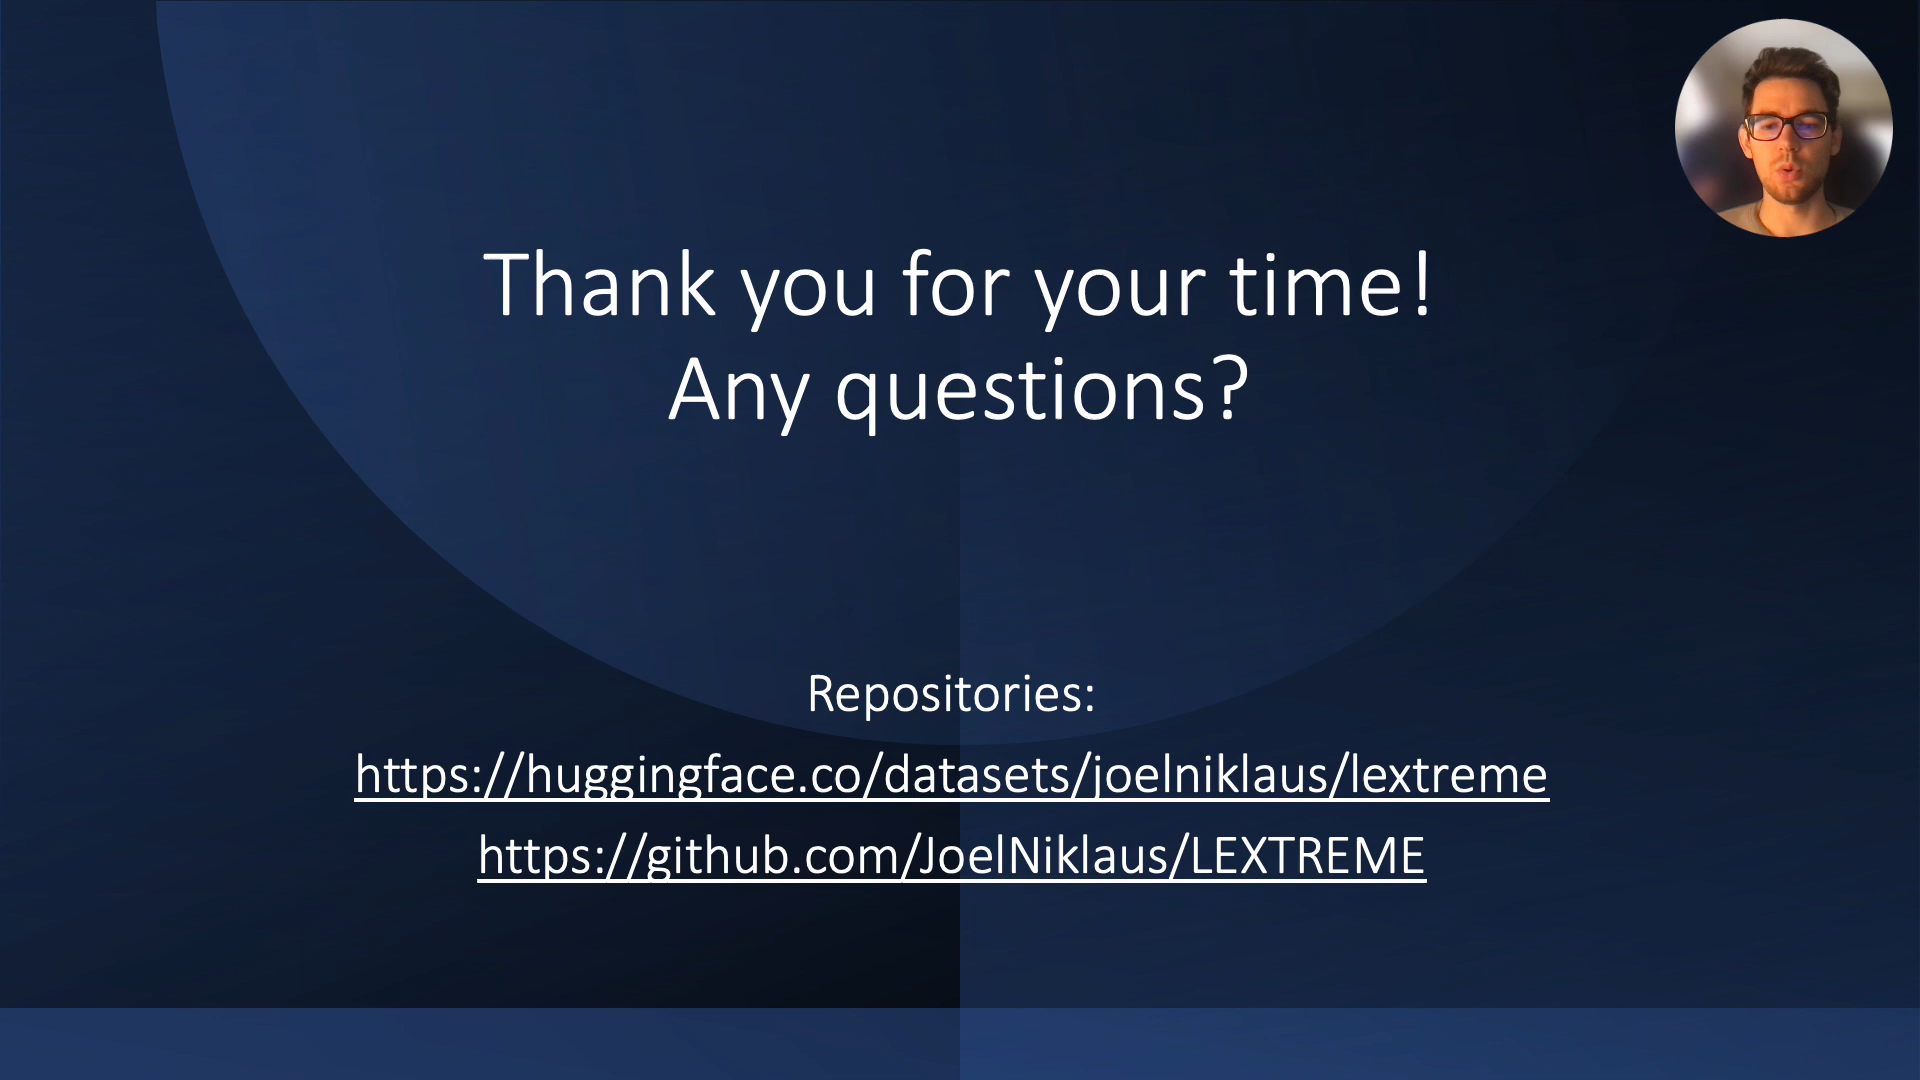 Thank you for your time!
Any questions?
Repositories:
https://huggingface.co/datasets/joelniklaus/lextreme
https://github.com/JoelNiklaus/LEXTREME